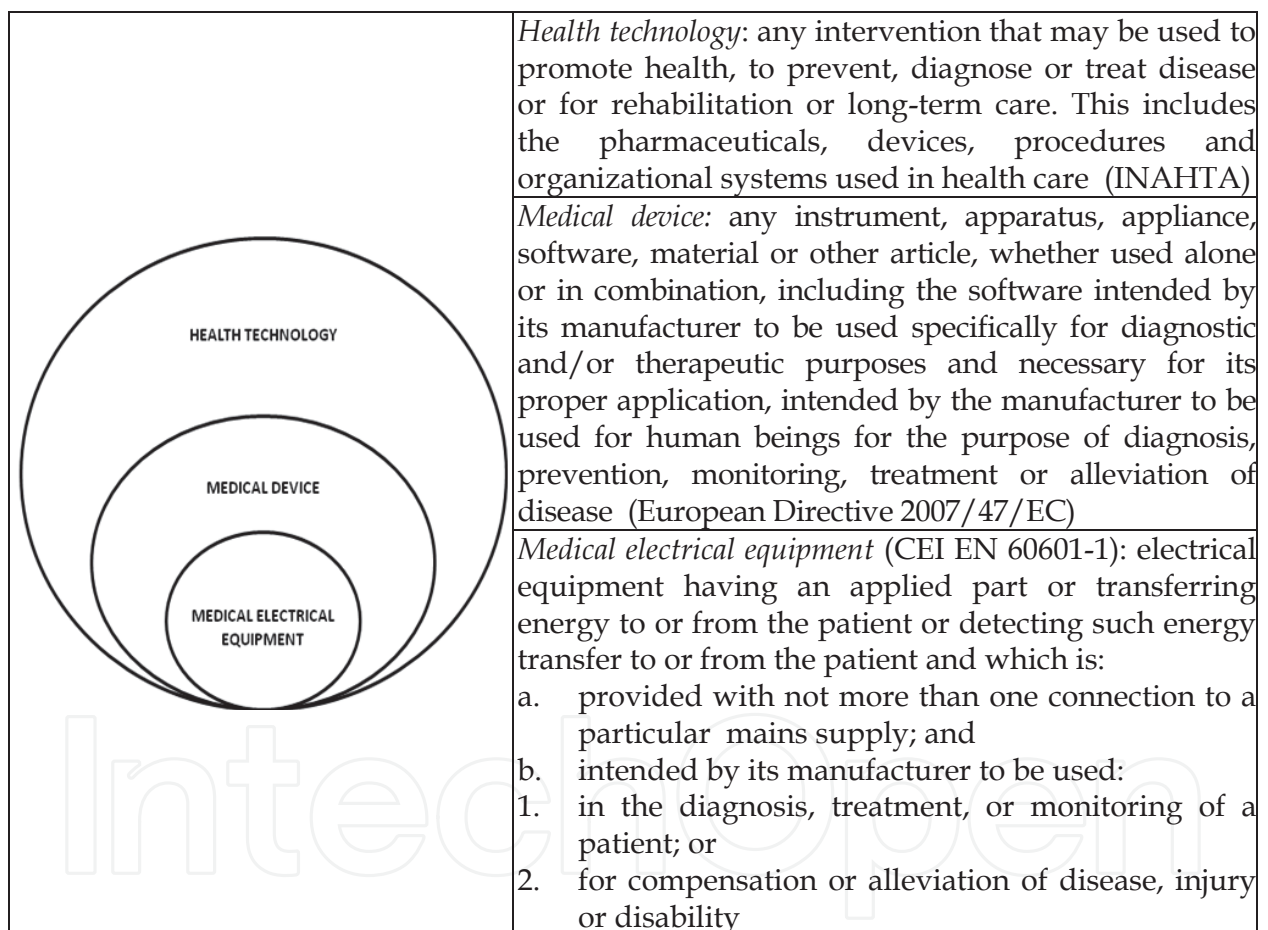 HEALTH TECHNOLOGY
MEDICAL DEVICE
MEDICAL ELECTRICAL
EQUIPMENT
Health technology: any intervention that may be used to
promote health, to prevent, diagnose or treat disease
or for rehabilitation or long-term care. This includes
the pharmaceuticals, devices, procedures and
organizational systems used in health care (INAHTA)
Medical device: any instrument, apparatus, appliance,
software, material or other article, whether used alone
or in combination, including the software intended by
its manufacturer to be used specifically for diagnostic
and/or therapeutic purposes and necessary for its
proper application, intended by the manufacturer to be
used for human beings for the purpose of diagnosis,
prevention, monitoring, treatment or alleviation of
disease (European Directive 2007/47/EC)
Medical electrical equipment (CEI EN 60601-1): electrical
equipment having an applied part or transferring
energy to or from the patient or detecting such energy
transfer to or from the patient and which is:
a. provided with not more than one connection to a
particular mains supply; and
b. intended by its manufacturer to be used:
1. in the diagnosis, treatment, or monitoring of a
patient; or
2. for compensation or alleviation of disease, injury
or disability
IntechOpen